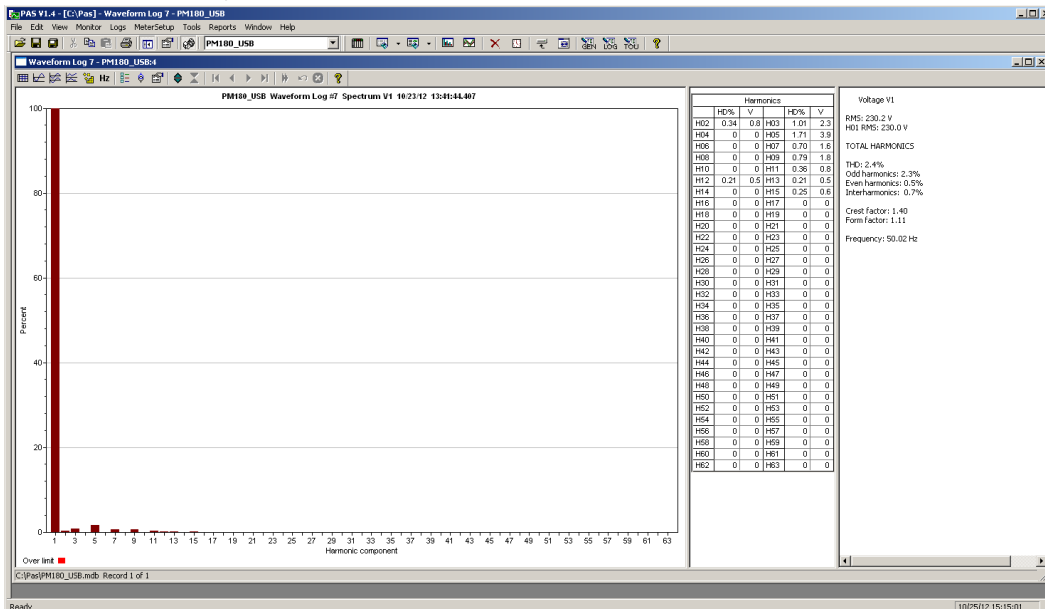 PAS V1.4 - [C:\Pas] - Waveform Log 7 - PM180_USB
File Edit View Monitor Logs MeterSetup Tools Reports Window Help
PM180_USB GEN LOG TOU
Waveform Log 7 - PM180_USB:4
Hz
PM180_USB Waveform Log #7 Spectrum V1 10/23/12 13:41:44.407
100
80
60
40
20
0
Percent
1 3 5 7 9 11 13 15 17 19 21 23 25 27 29 31 33 35 37 39 41 43 45 47 49 51 53 55 57 59 61 63
Harmonic component
Over limit
Harmonics
HD% V HD% V
H02 0.34 0.8 H03 1.01 2.3
H04 0 0 H05 1.71 3.9
H06 0 0 H07 0.70 1.6
H08 0 0 H09 0.79 1.8
H10 0 0 H11 0.36 0.8
H12 0.21 0.5 H13 0.21 0.5
H14 0 0 H15 0.25 0.6
H16 0 0 H17 0 0
H18 0 0 H19 0 0
H20 0 0 H21 0 0
H22 0 0 H23 0 0
H24 0 0 H25 0 0
H26 0 0 H27 0 0
H28 0 0 H29 0 0
H30 0 0 H31 0 0
H32 0 0 H33 0 0
H34 0 0 H35 0 0
H36 0 0 H37 0 0
H38 0 0 H39 0 0
H40 0 0 H41 0 0
H42 0 0 H43 0 0
H44 0 0 H45 0 0
H46 0 0 H47 0 0
H48 0 0 H49 0 0
H50 0 0 H51 0 0
H52 0 0 H53 0 0
H54 0 0 H55 0 0
H56 0 0 H57 0 0
H58 0 0 H59 0 0
H60 0 0 H61 0 0
H62 0 0 H63 0 0
Voltage V1
RMS: 230.2 V
H01 RMS: 230.0 V
TOTAL HARMONICS
THD: 2.4%
Odd harmonics: 2.3%
Even harmonics: 0.5%
Interharmonics: 0.7%
Crest factor: 1.40
Form factor: 1.11
Frequency: 50.02 Hz
C:\Pas\PM180_USB.mdb Record 1 of 1
Ready 10/25/12 15:15:01